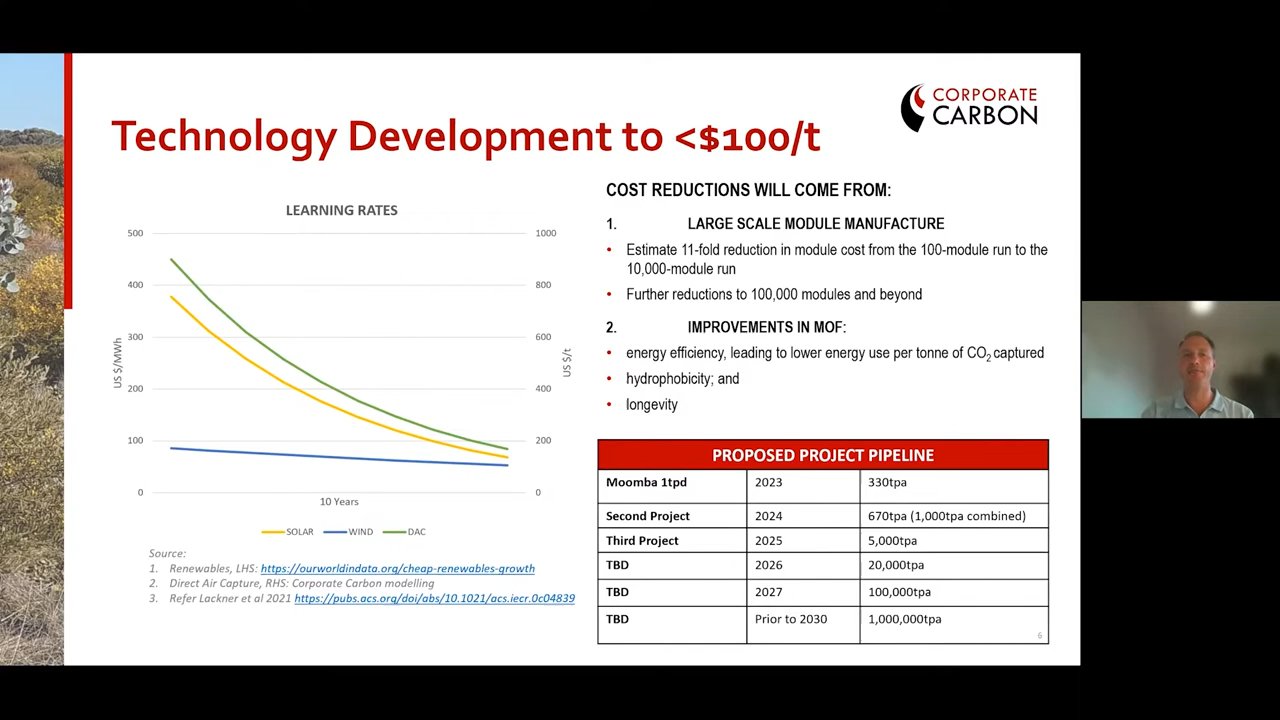 CORPORATE
CARBON
Technology Development to <$100/t
LEARNING RATES
500
400
300
200
100
0
US $/MWh
1000
800
600
400
200
0
US $/t
10 Years
SOLAR
WIND
DAC
Source:
1. Renewables, LHS: https://ourworldindata.org/cheap-renewables-growth
2. Direct Air Capture, RHS: Corporate Carbon modelling
3. Refer Lackner et al 2021 https://pubs.acs.org/doi/abs/10.1021/acs.iecr.0c04839
COST REDUCTIONS WILL COME FROM:
1. LARGE SCALE MODULE MANUFACTURE
• Estimate 11-fold reduction in module cost from the 100-module run to the
10,000-module run
• Further reductions to 100,000 modules and beyond
2. IMPROVEMENTS IN MOF:
• energy efficiency, leading to lower energy use per tonne of CO₂ captured
• hydrophobicity; and
• longevity
PROPOSED PROJECT PIPELINE
Moomba 1tpd 2023 330tpa
Second Project 2024 670tpa (1,000tpa combined)
Third Project 2025 5,000tpa
TBD 2026 20,000tpa
TBD 2027 100,000tpa
TBD Prior to 2030 1,000,000tpa
6